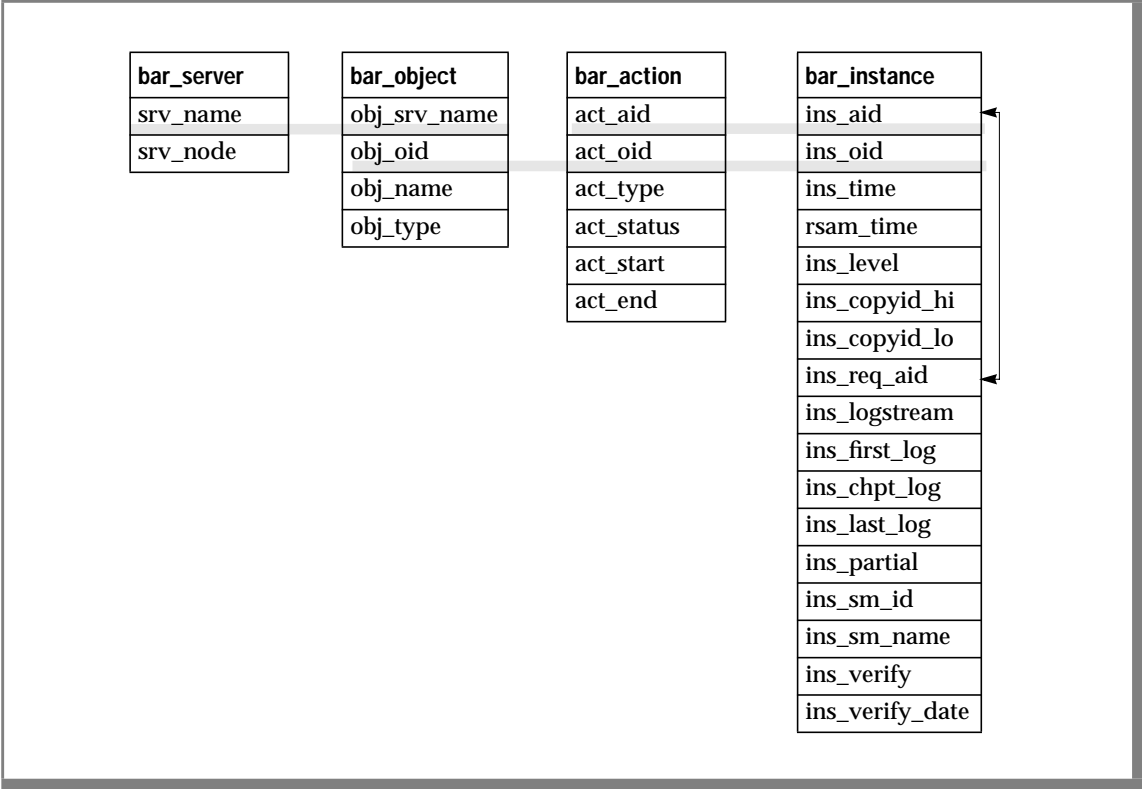 bar_server
srv_name
srv_node
bar_object
obj_srv_name
obj_oid
obj_name
obj_type
bar_action
act_aid
act_oid
act_type
act_status
act_start
act_end
bar_instance
ins_aid
ins_oid
ins_time
rsam_time
ins_level
ins_copyid_hi
ins_copyid_lo
ins_req_aid
ins_logstream
ins_first_log
ins_chpt_log
ins_last_log
ins_partial
ins_sm_id
ins_sm_name
ins_verify
ins_verify_date